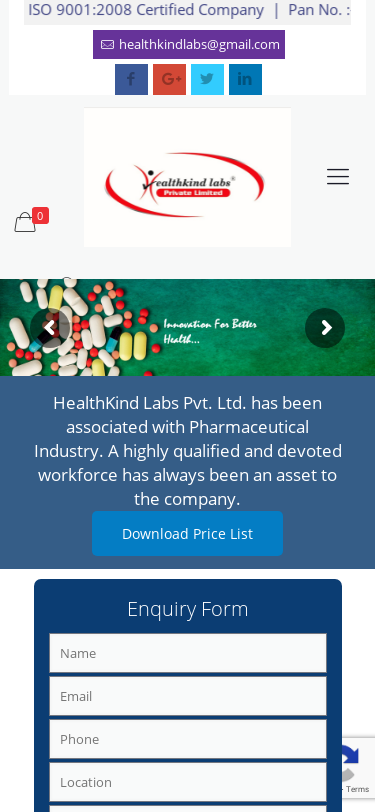 ISO 9001:2008 Certified Company | Pan No. :
healthkindlabs@gmail.com
0
Healthkind labs
Private Limited
Innovation For Better
Health...
HealthKind Labs Pvt. Ltd. has been
associated with Pharmaceutical
Industry. A highly qualified and devoted
workforce has always been an asset to
the company.
Download Price List
Enquiry Form
Name
Email
Phone
Location
- Terms